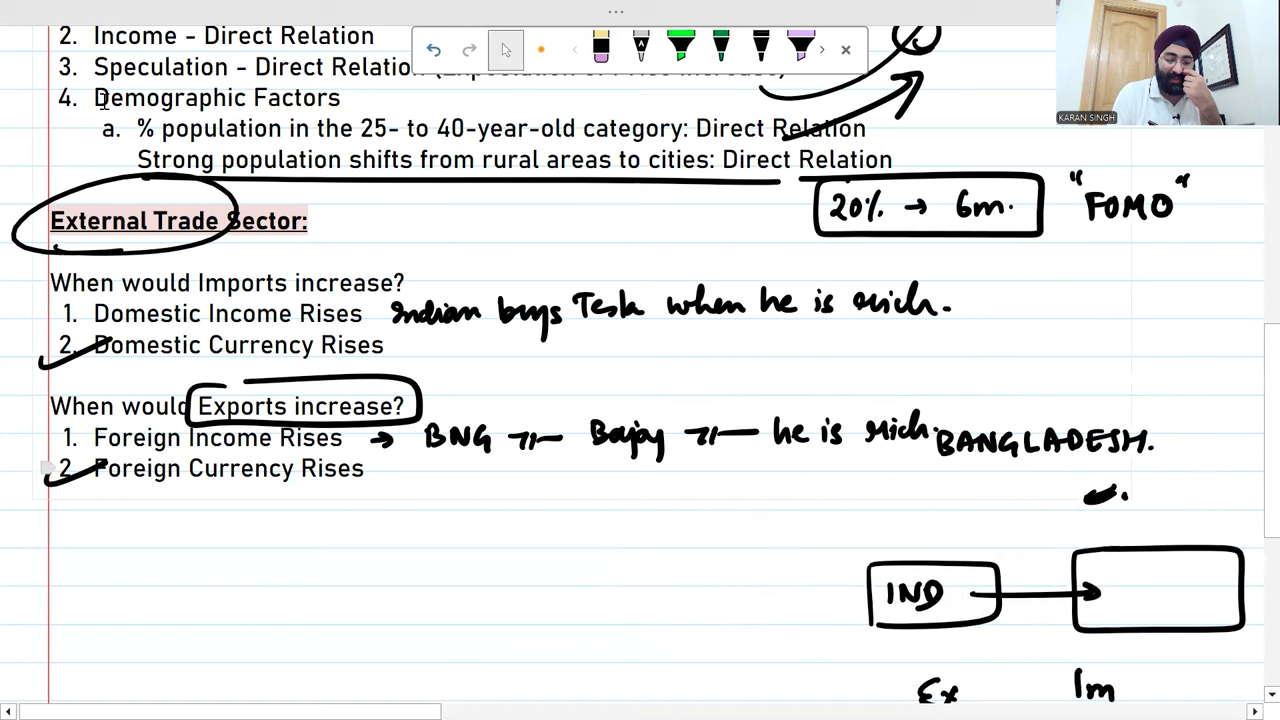 2. Income - Direct Relation
3. Speculation - Direct Relation
4. Demographic Factors
a. % population in the 25- to 40-year-old category: Direct Relation
Strong population shifts from rural areas to cities: Direct Relation
20% → 6m. "FOMO"
External Trade Sector:
When would Imports increase?
1. Domestic Income Rises Indian buys Tesla when he is rich.
2. Domestic Currency Rises
When would Exports increase?
1. Foreign Income Rises → BNG —〃— Bajaj —〃— he is rich. BANGLADESH.
2. Foreign Currency Rises
IND
Ex Im
KARAN SINGH